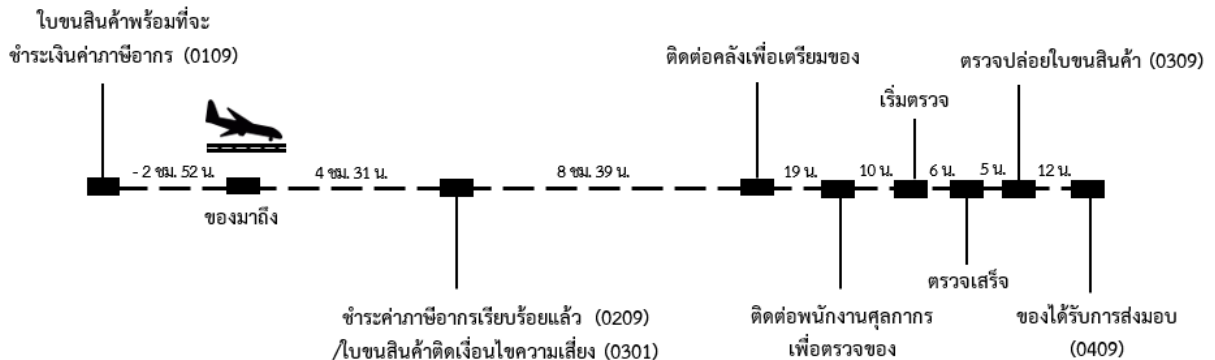 ใบขนสินค้าพร้อมที่จะ
ชำระเงินค่าภาษีอากร (0109)
ติดต่อคลังเพื่อเตรียมของ
ตรวจปล่อยใบขนสินค้า (0309)
เริ่มตรวจ
- 2 ชม. 52 น.
4 ชม. 31 น.
8 ชม. 39 น.
19 น.
10 น.
6 น.
5 น.
12 น.
ของมาถึง
ตรวจเสร็จ
ชำระค่าภาษีอากรเรียบร้อยแล้ว (0209)
/ใบขนสินค้าติดเงื่อนไขความเสี่ยง (0301)
ติดต่อพนักงานศุลกากร
เพื่อตรวจของ
ของได้รับการส่งมอบ
(0409)